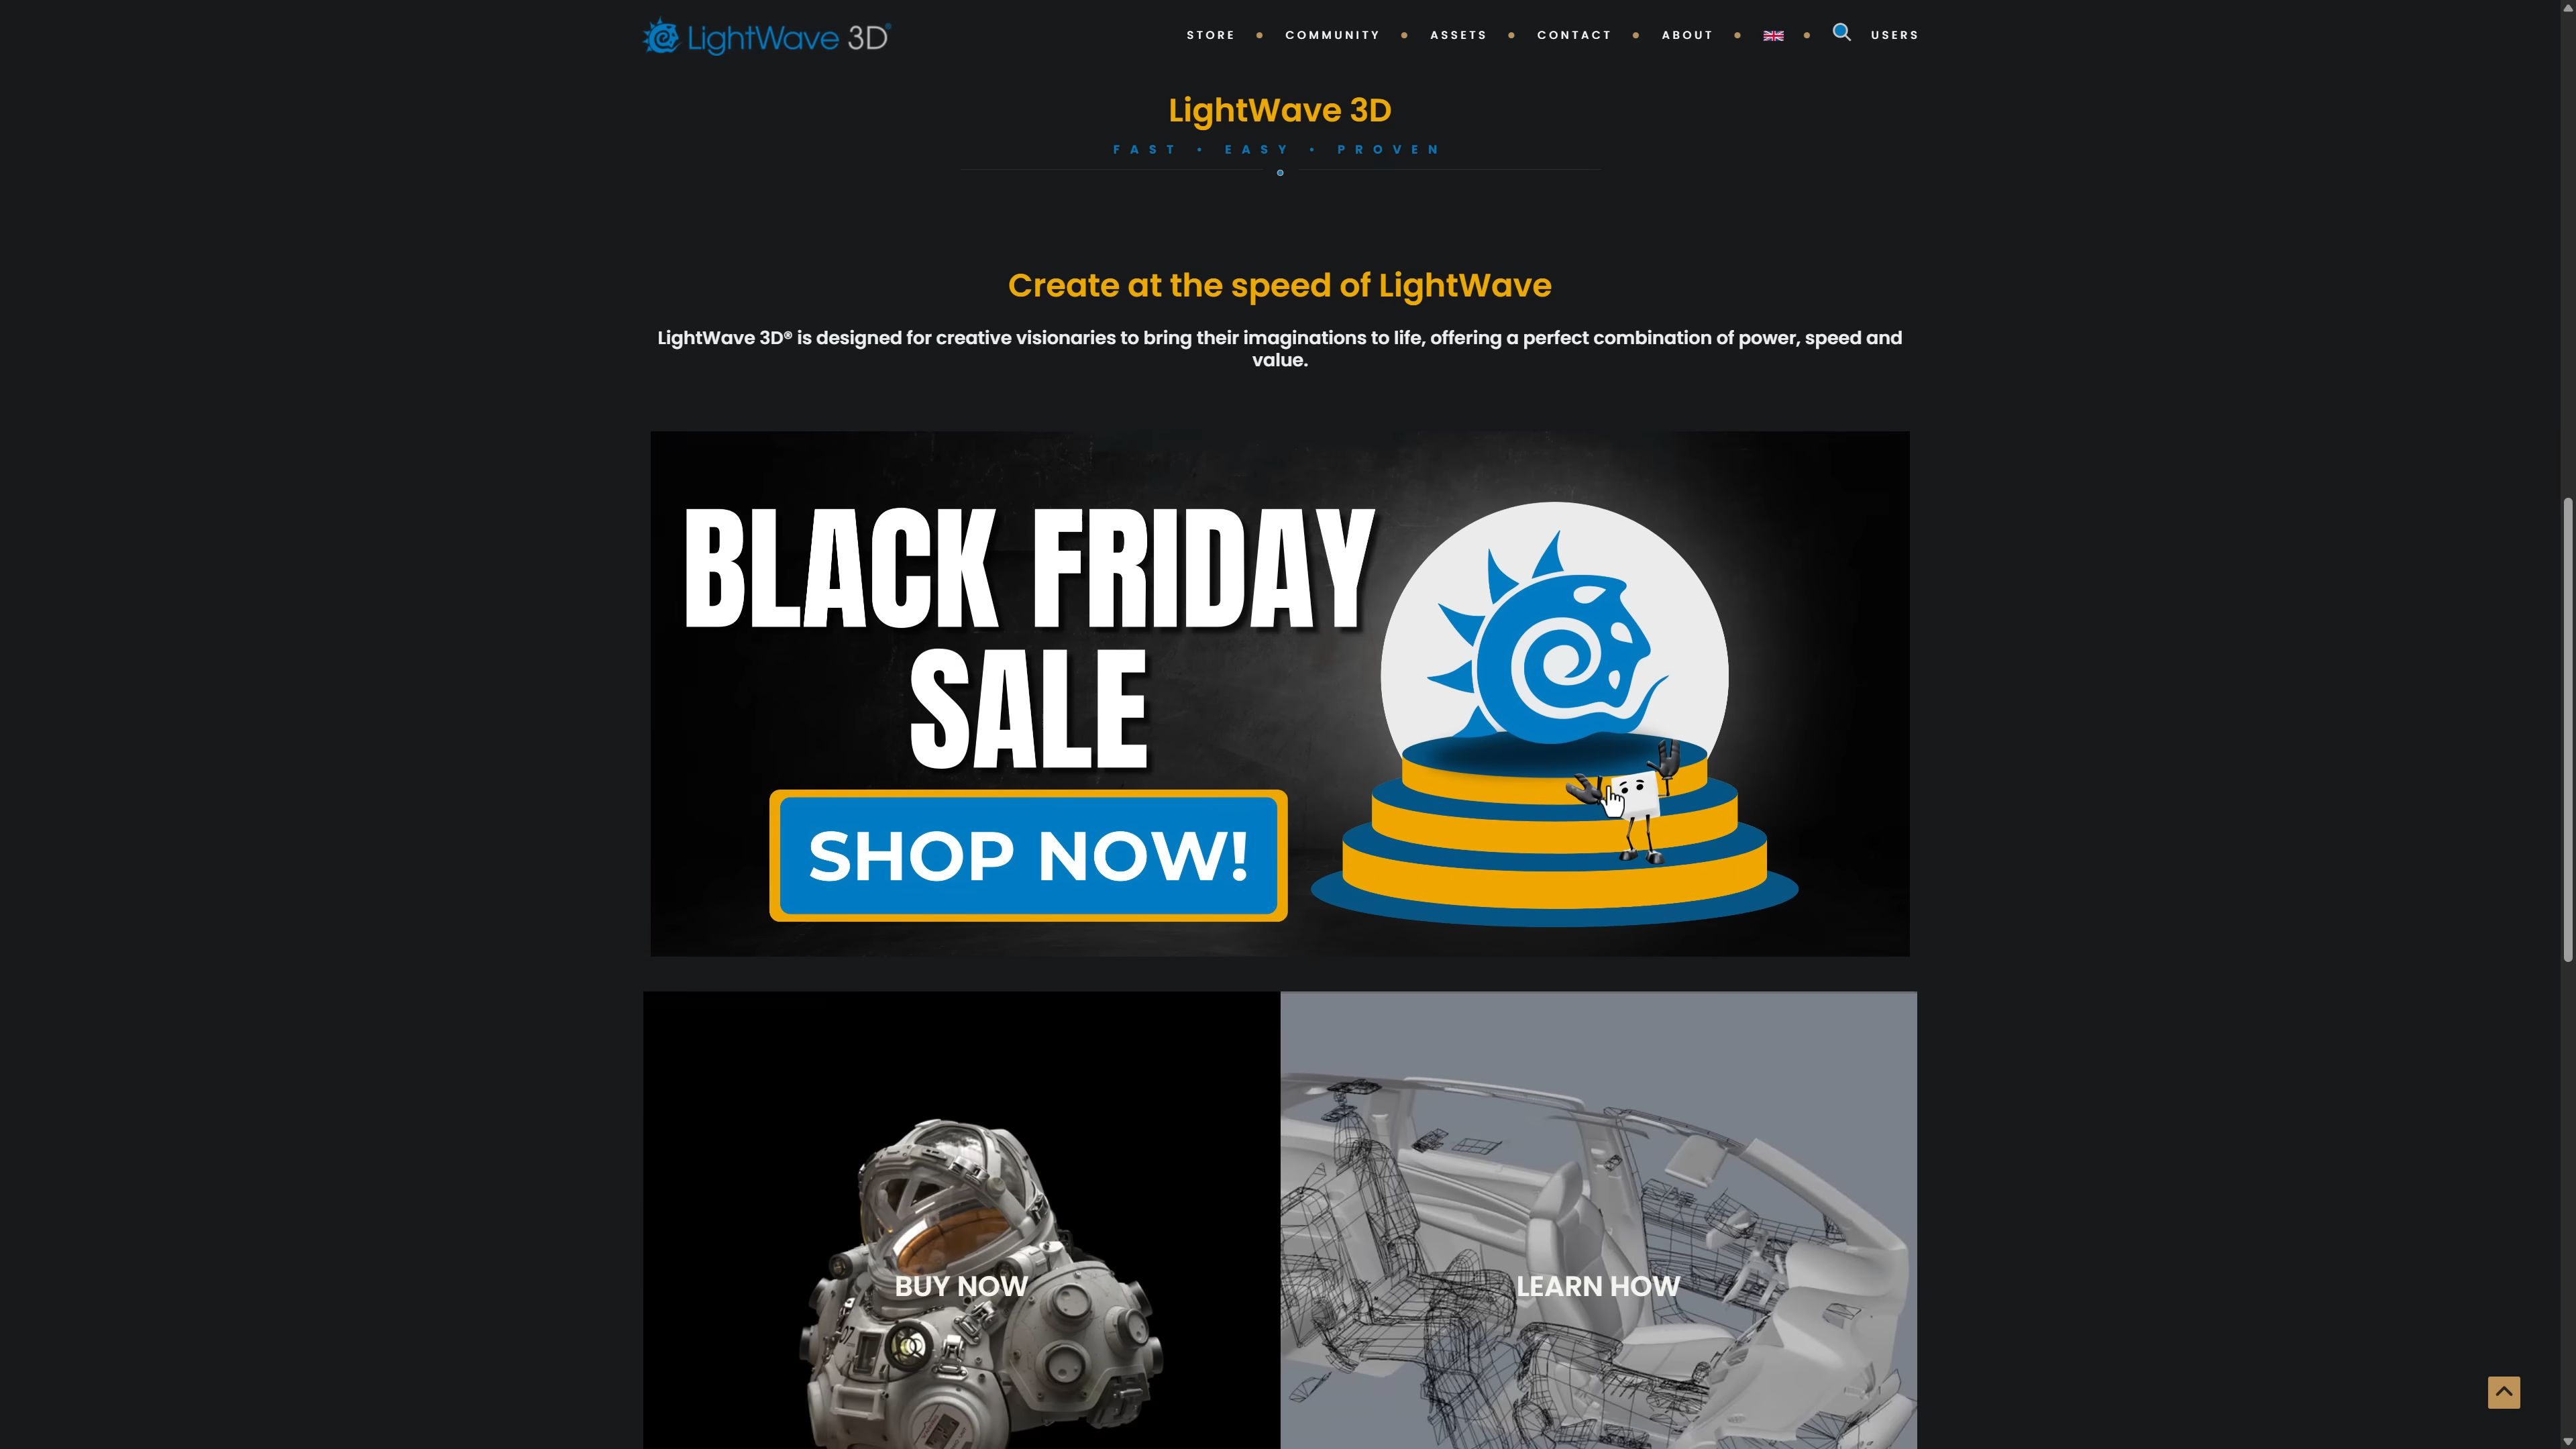 LightWave 3D®
STORE • COMMUNITY • ASSETS • CONTACT • ABOUT • USERS
LightWave 3D
FAST • EASY • PROVEN
Create at the speed of LightWave
LightWave 3D® is designed for creative visionaries to bring their imaginations to life, offering a perfect combination of power, speed and
value.
BLACK FRIDAY
SALE
SHOP NOW!
BUY NOW
LEARN HOW